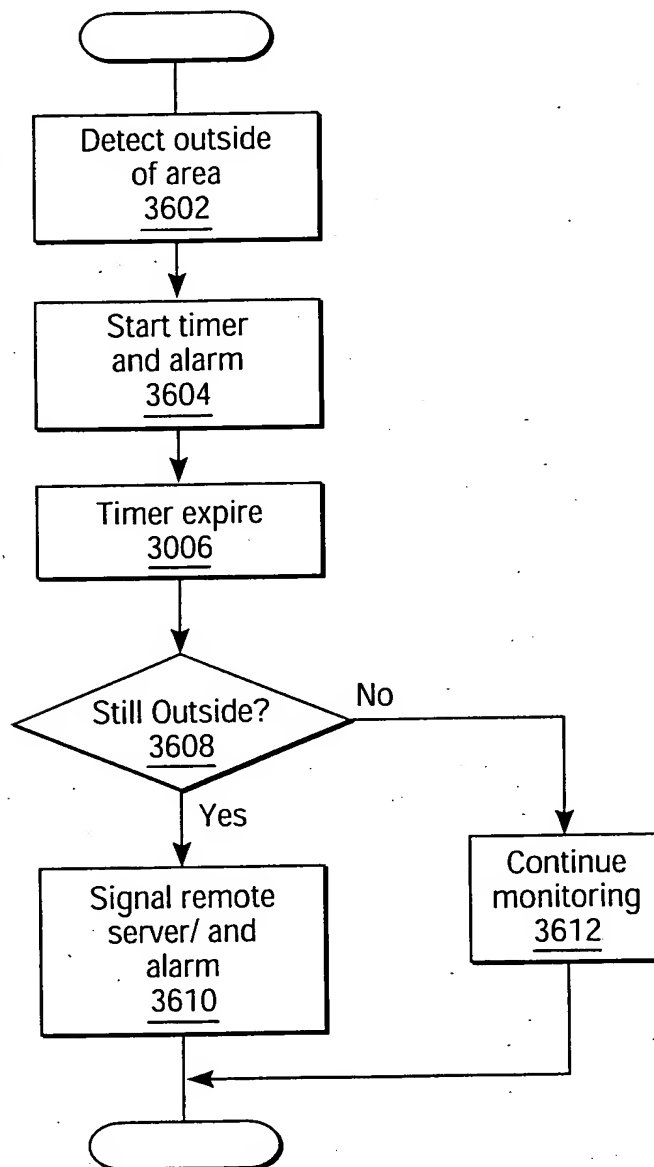 Detect outside
of area
3602
Start timer
and alarm
3604
Timer expire
3006
Still Outside?
3608
No
Yes
Signal remote
server/ and
alarm
3610
Continue
monitoring
3612